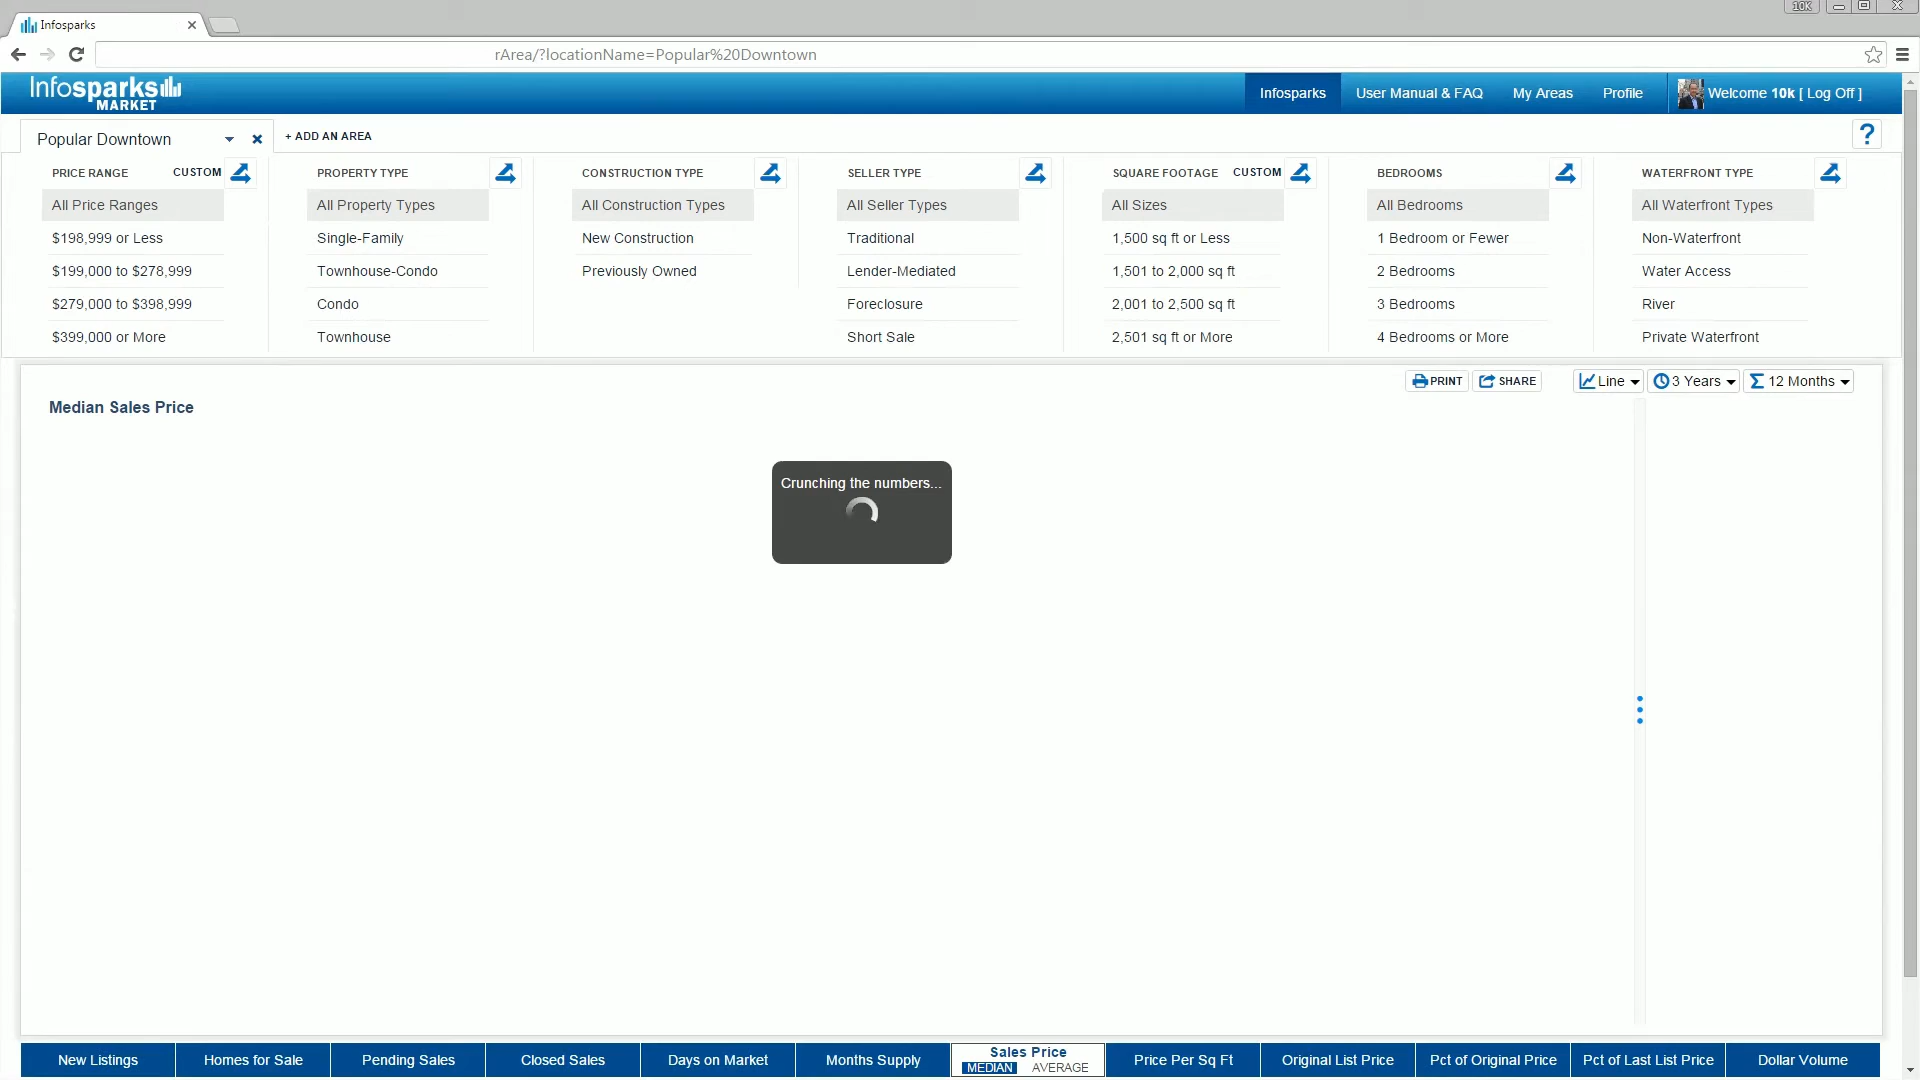 Infosparks
10K
rArea/?locationName=Popular%20Downtown
Infosparks
MARKET
Infosparks
User Manual & FAQ
My Areas
Profile
Welcome 10k [ Log Off ]
Popular Downtown
+ ADD AN AREA
?
PRICE RANGE CUSTOM
All Price Ranges
$198,999 or Less
$199,000 to $278,999
$279,000 to $398,999
$399,000 or More
PROPERTY TYPE
All Property Types
Single-Family
Townhouse-Condo
Condo
Townhouse
CONSTRUCTION TYPE
All Construction Types
New Construction
Previously Owned
SELLER TYPE
All Seller Types
Traditional
Lender-Mediated
Foreclosure
Short Sale
SQUARE FOOTAGE CUSTOM
All Sizes
1,500 sq ft or Less
1,501 to 2,000 sq ft
2,001 to 2,500 sq ft
2,501 sq ft or More
BEDROOMS
All Bedrooms
1 Bedroom or Fewer
2 Bedrooms
3 Bedrooms
4 Bedrooms or More
WATERFRONT TYPE
All Waterfront Types
Non-Waterfront
Water Access
River
Private Waterfront
PRINT
SHARE
Line
3 Years
12 Months
Median Sales Price
Crunching the numbers...
New Listings
Homes for Sale
Pending Sales
Closed Sales
Days on Market
Months Supply
Sales Price
MEDIAN AVERAGE
Price Per Sq Ft
Original List Price
Pct of Original Price
Pct of Last List Price
Dollar Volume